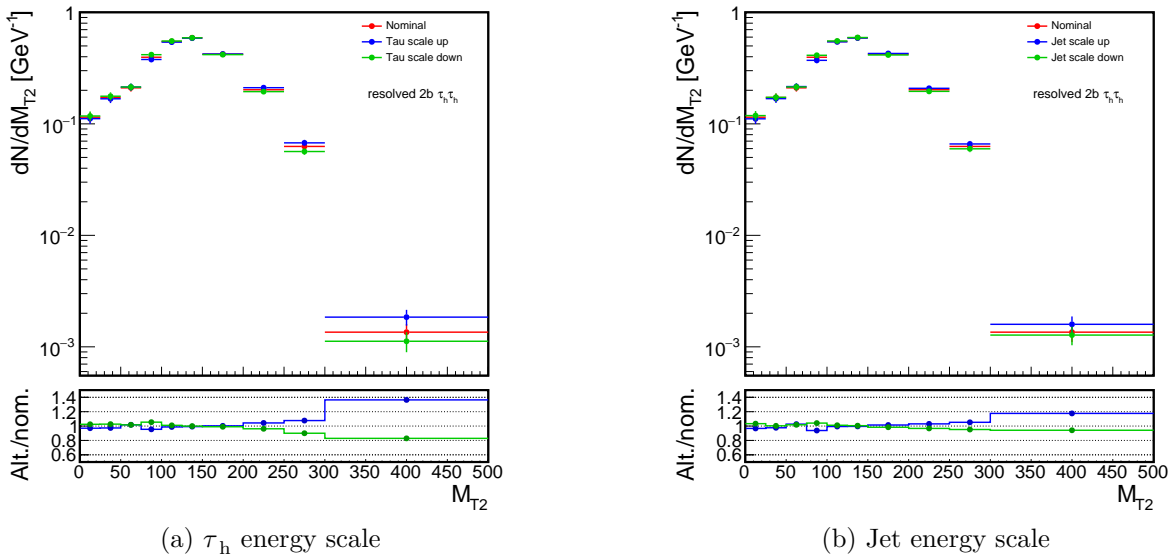 dN/dM_T2 [GeV⁻¹]
1
10⁻¹
10⁻²
10⁻³
Nominal
Tau scale up
Tau scale down
resolved 2b τ_h τ_h
Alt./nom.
1.4
1.2
1
0.8
0.6
0 50 100 150 200 250 300 350 400 450 500
M_T2
(a) τ_h energy scale
dN/dM_T2 [GeV⁻¹]
1
10⁻¹
10⁻²
10⁻³
Nominal
Jet scale up
Jet scale down
resolved 2b τ_h τ_h
Alt./nom.
1.4
1.2
1
0.8
0.6
0 50 100 150 200 250 300 350 400 450 500
M_T2
(b) Jet energy scale